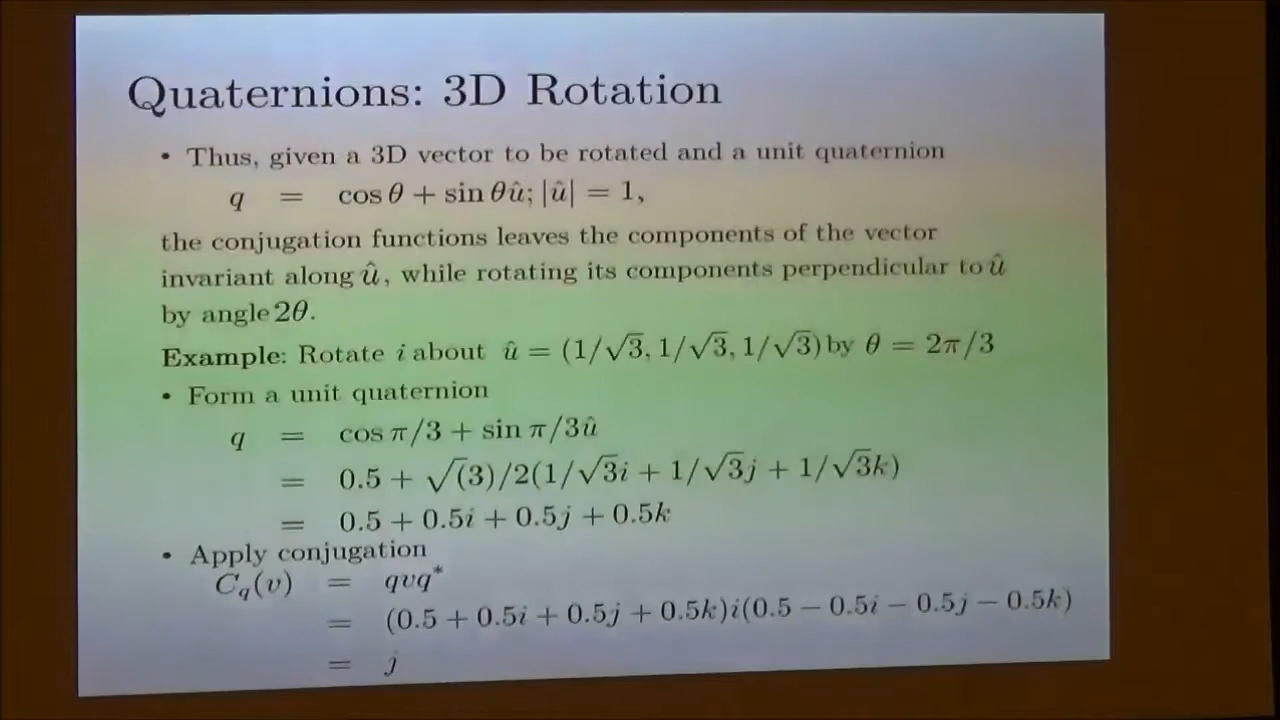 Quaternions: 3D Rotation
• Thus, given a 3D vector to be rotated and a unit quaternion
q = cos θ + sin θû; |û| = 1,
the conjugation functions leaves the components of the vector
invariant along û, while rotating its components perpendicular to û
by angle 2θ.
Example: Rotate i about û = (1/√3, 1/√3, 1/√3) by θ = 2π/3
• Form a unit quaternion
q = cos π/3 + sin π/3û
= 0.5 + √(3)/2(1/√3i + 1/√3j + 1/√3k)
= 0.5 + 0.5i + 0.5j + 0.5k
• Apply conjugation
C_q(v) = qvq*
= (0.5 + 0.5i + 0.5j + 0.5k)i(0.5 − 0.5i − 0.5j − 0.5k)
= j